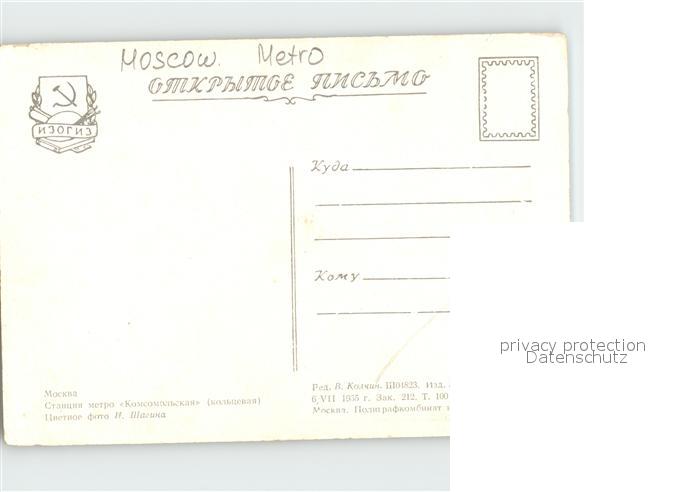 Moscow. Metro
ОТКРЫТОЕ ПИСЬМО
ИЗОГИЗ
Куда
Кому
privacy protection
Datenschutz
Москва
Станция метро «Комсомольская» (кольцевая)
Цветное фото И. Шагина
Ред. В. Колчин. Ш04823. Изд.
6/VII 1955 г. Зак. 212. Т. 100
Москва. Полиграфкомбинат